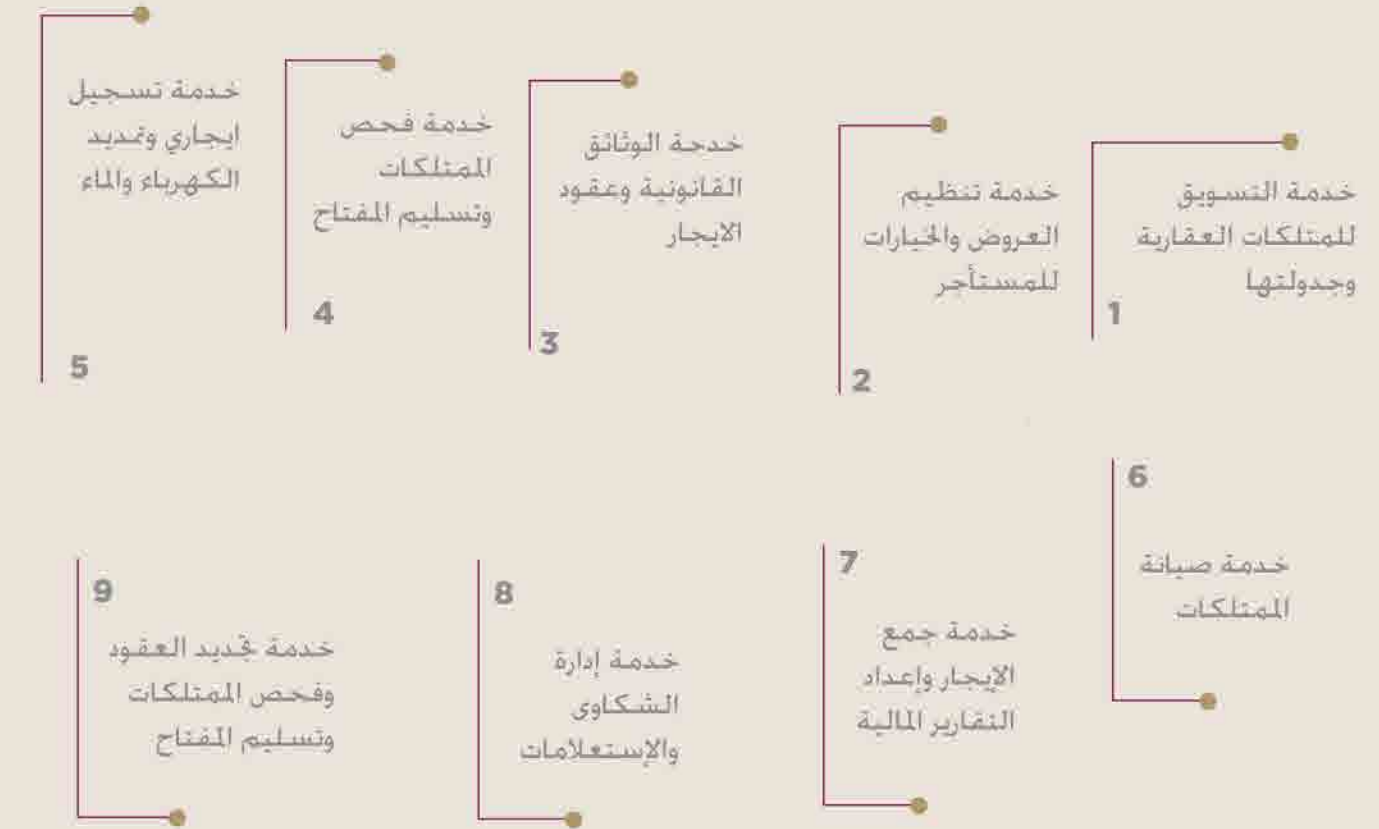 خدمة التسويق
للمتلكات العقارية
وجدولتها
1
خدمة تنظيم
العروض والخيارات
للمستأجر
2
خدحة الوثائق
القانونية وعقود
الايجار
3
خدمة فحص
الممتلكات
وتسليم المفتاح
4
خدمة تسجيل
ايجاري وتمديد
الكهرباء والماء
5
6
خدمة صيانة
الممتلكات
7
خدمة جمع
الإيجار وإعداد
التقارير المالية
8
خدمة إدارة
الشكاوى
والإستعلامات
9
خدمة تجديد العقود
وفحص الممتلكات
وتسليم المفتاح